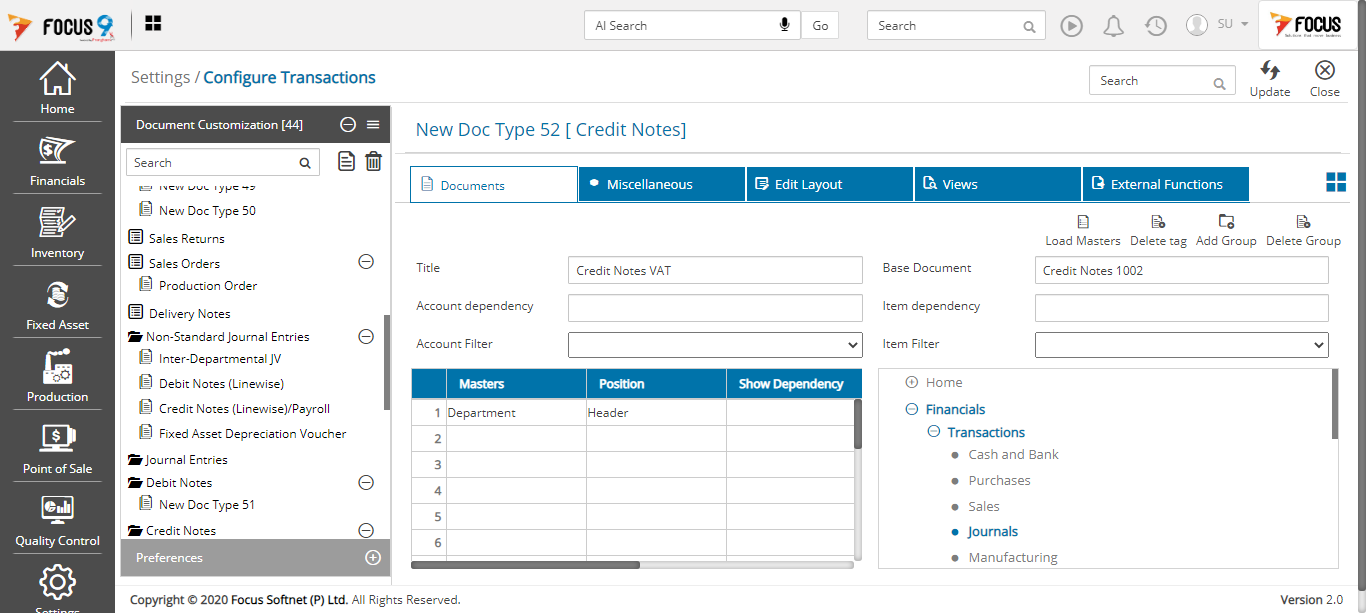 FOCUS 9
AI Search
Go
Search
SU
FOCUS
Home
Financials
Inventory
Fixed Asset
Production
Point of Sale
Quality Control
Settings
Settings / Configure Transactions
Search
Update
Close
Document Customization [44]
Search
New Doc Type 49
New Doc Type 50
Sales Returns
Sales Orders
Production Order
Delivery Notes
Non-Standard Journal Entries
Inter-Departmental JV
Debit Notes (Linewise)
Credit Notes (Linewise)/Payroll
Fixed Asset Depreciation Voucher
Journal Entries
Debit Notes
New Doc Type 51
Credit Notes
Preferences
New Doc Type 52 [ Credit Notes]
Documents
Miscellaneous
Edit Layout
Views
External Functions
Load Masters
Delete tag
Add Group
Delete Group
Title
Credit Notes VAT
Base Document
Credit Notes 1002
Account dependency
Item dependency
Account Filter
Item Filter
Masters Position Show Dependency
1 Department Header
2
3
4
5
6
Home
Financials
Transactions
Cash and Bank
Purchases
Sales
Journals
Manufacturing
Copyright © 2020 Focus Softnet (P) Ltd. All Rights Reserved.
Version 2.0